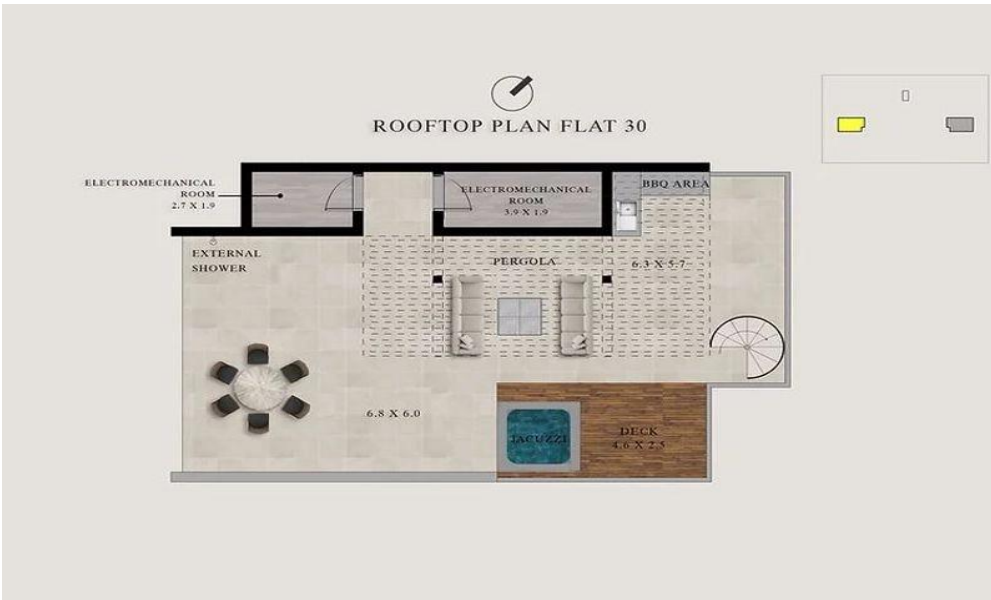 ROOFTOP PLAN FLAT 30
ELECTROMECHANICAL
ROOM
2.7 X 1.9
ELECTROMECHANICAL
ROOM
3.9 X 1.9
BBQ AREA
EXTERNAL
SHOWER
PERGOLA
6.3 X 5.7
6.8 X 6.0
JACUZZI
DECK
4.6 X 2.5